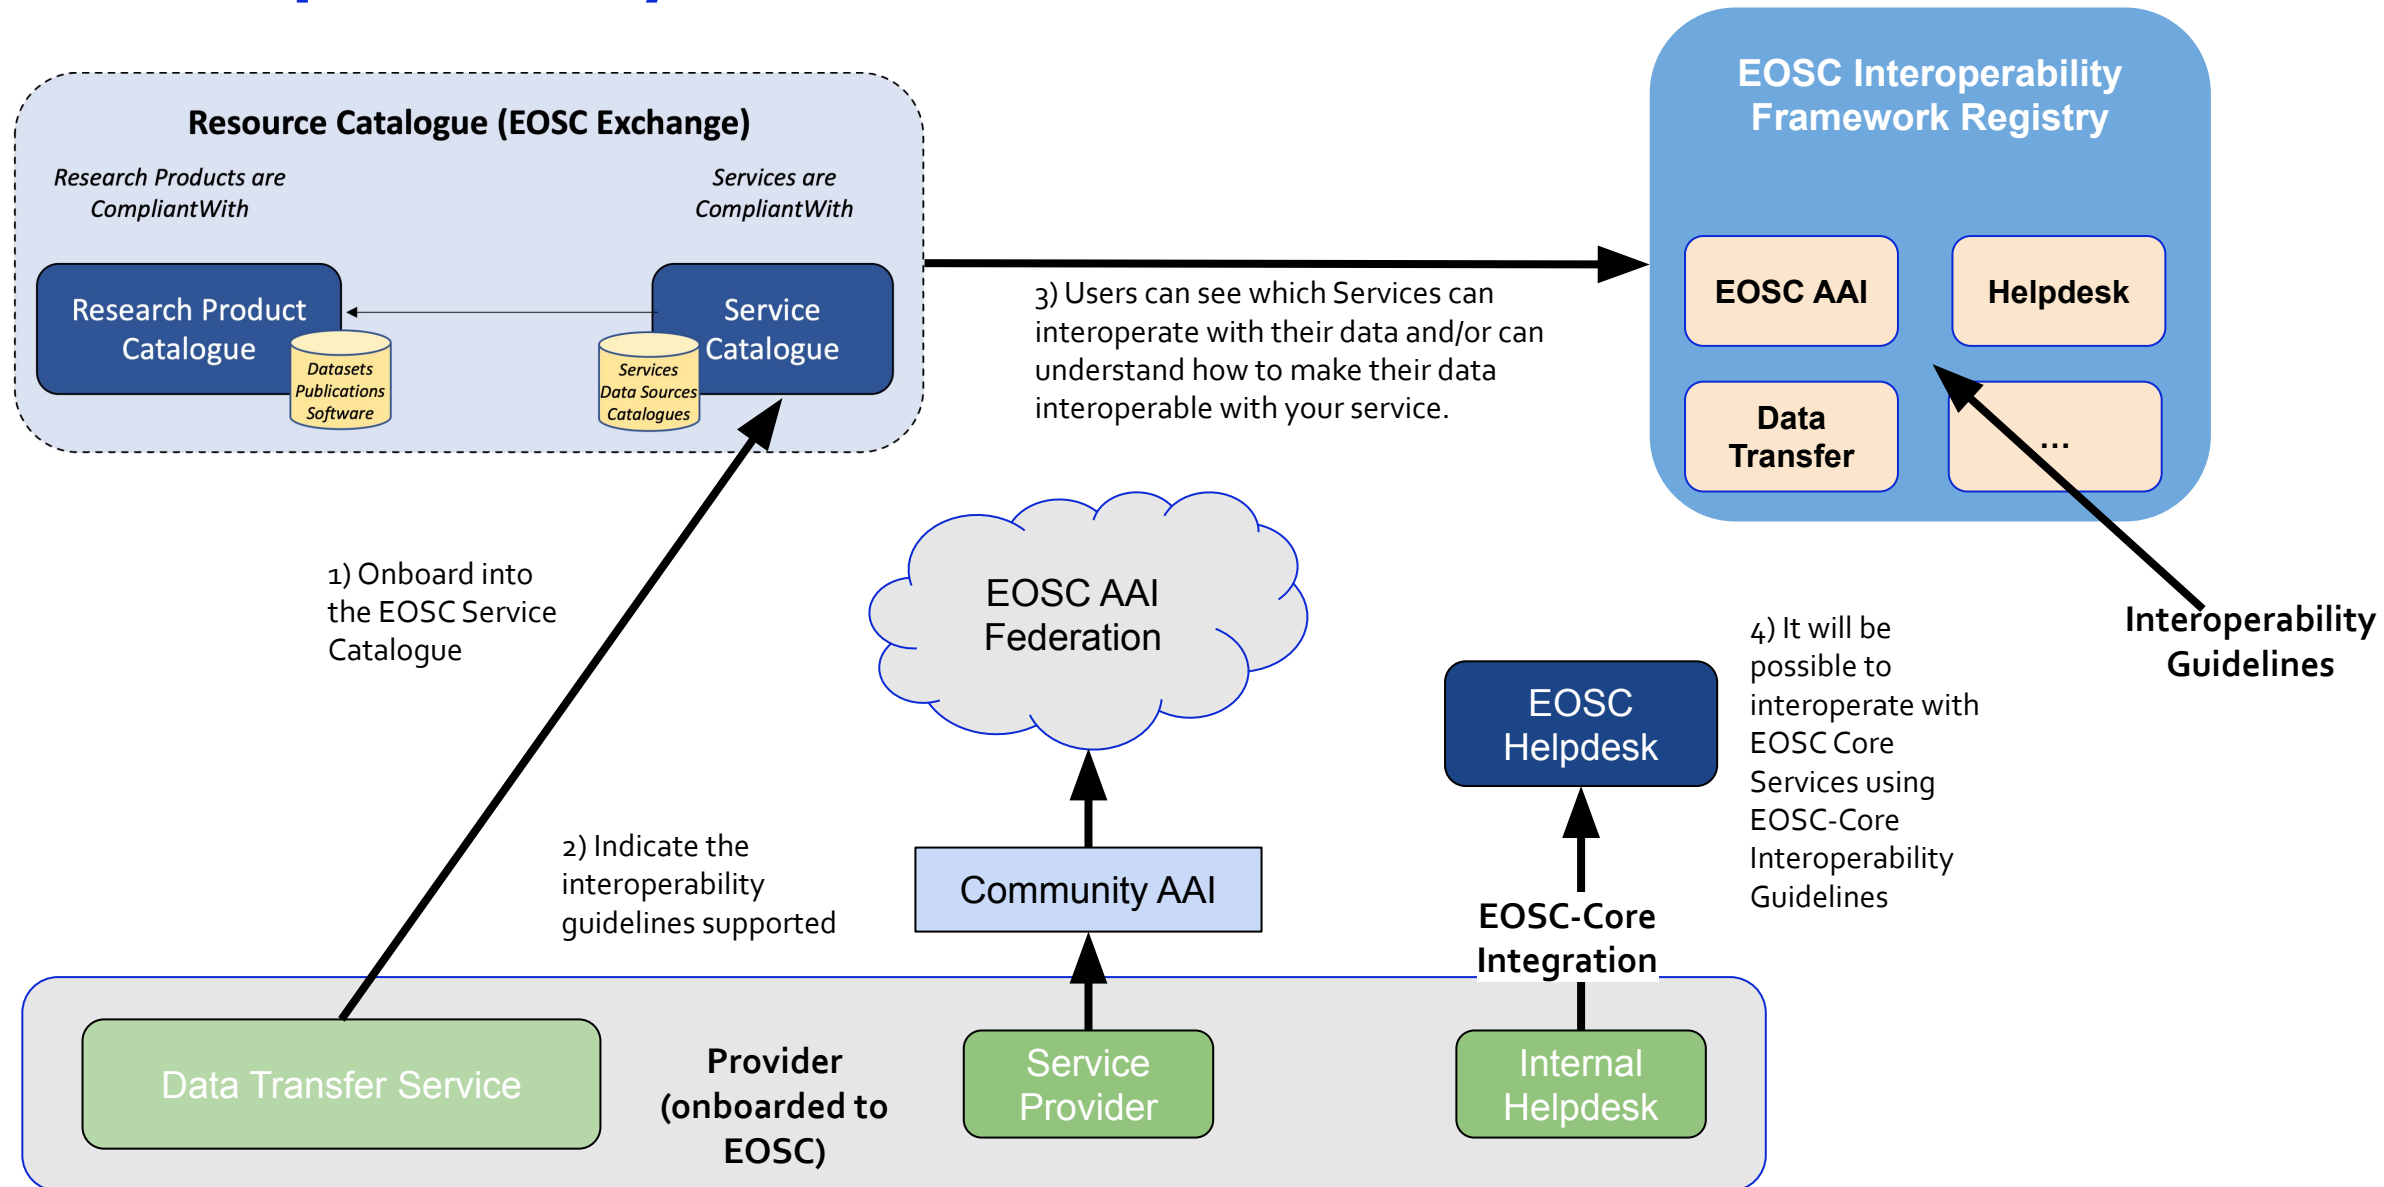 Resource Catalogue (EOSC Exchange)
Research Products are
CompliantWith
Services are
CompliantWith
Research Product
Catalogue
Datasets
Publications
Software
Service
Catalogue
Services
Data Sources
Catalogues
EOSC Interoperability
Framework Registry
EOSC AAI
Helpdesk
Data
Transfer
...
3) Users can see which Services can
interoperate with their data and/or can
understand how to make their data
interoperable with your service.
1) Onboard into
the EOSC Service
Catalogue
EOSC AAI
Federation
Interoperability
Guidelines
4) It will be
possible to
interoperate with
EOSC Core
Services using
EOSC-Core
Interoperability
Guidelines
EOSC
Helpdesk
2) Indicate the
interoperability
guidelines supported
Community AAI
EOSC-Core
Integration
Data Transfer Service
Provider
(onboarded to
EOSC)
Service
Provider
Internal
Helpdesk